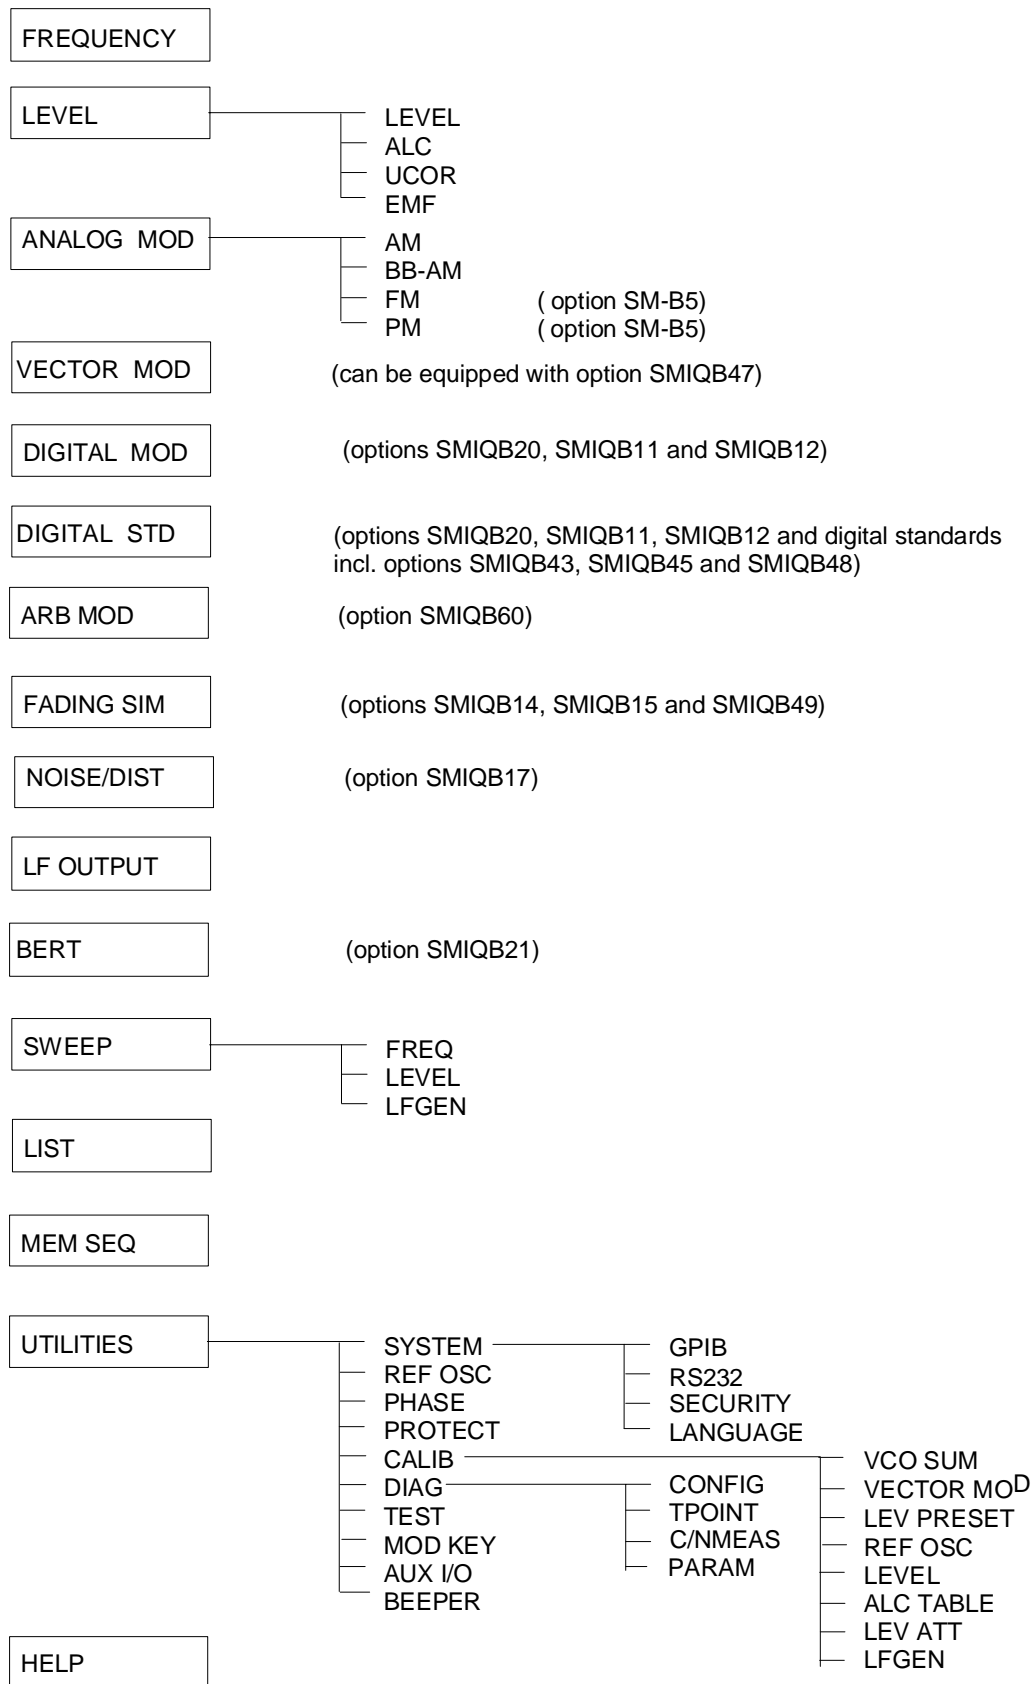 FREQUENCY
LEVEL
LEVEL
ALC
UCOR
EMF
ANALOG MOD
AM
BB-AM
FM ( option SM-B5)
PM ( option SM-B5)
VECTOR MOD (can be equipped with option SMIQB47)
DIGITAL MOD (options SMIQB20, SMIQB11 and SMIQB12)
DIGITAL STD (options SMIQB20, SMIQB11, SMIQB12 and digital standards
incl. options SMIQB43, SMIQB45 and SMIQB48)
ARB MOD (option SMIQB60)
FADING SIM (options SMIQB14, SMIQB15 and SMIQB49)
NOISE/DIST (option SMIQB17)
LF OUTPUT
BERT (option SMIQB21)
SWEEP
FREQ
LEVEL
LFGEN
LIST
MEM SEQ
UTILITIES
SYSTEM
REF OSC
PHASE
PROTECT
CALIB
DIAG
TEST
MOD KEY
AUX I/O
BEEPER
GPIB
RS232
SECURITY
LANGUAGE
CONFIG
TPOINT
C/NMEAS
PARAM
VCO SUM
VECTOR MOD
LEV PRESET
REF OSC
LEVEL
ALC TABLE
LEV ATT
LFGEN
HELP